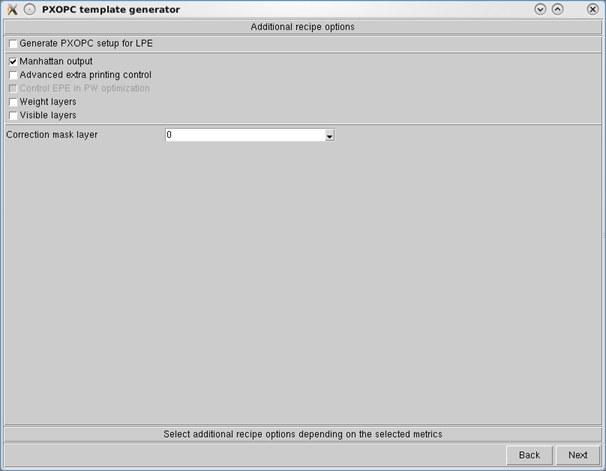 PXOPC template generator
Additional recipe options
Generate PXOPC setup for LPE
Manhattan output
Advanced extra printing control
Control EPE in PW optimization
Weight layers
Visible layers
Correction mask layer 0
Select additional recipe options depending on the selected metrics
Back Next